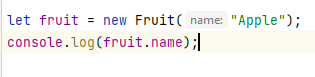 let fruit = new Fruit( name: "Apple");
console.log(fruit.name);